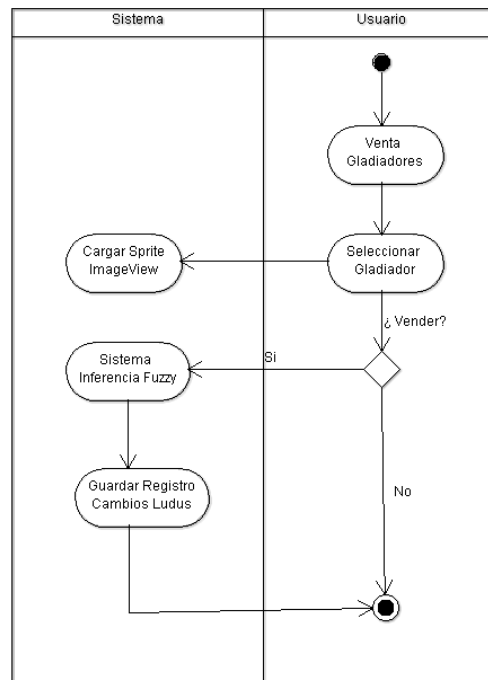 Sistema
Usuario
Venta
Gladiadores
Cargar Sprite
ImageView
Seleccionar
Gladiador
¿ Vender?
Sistema
Inferencia Fuzzy
Si
Guardar Registro
Cambios Ludus
No